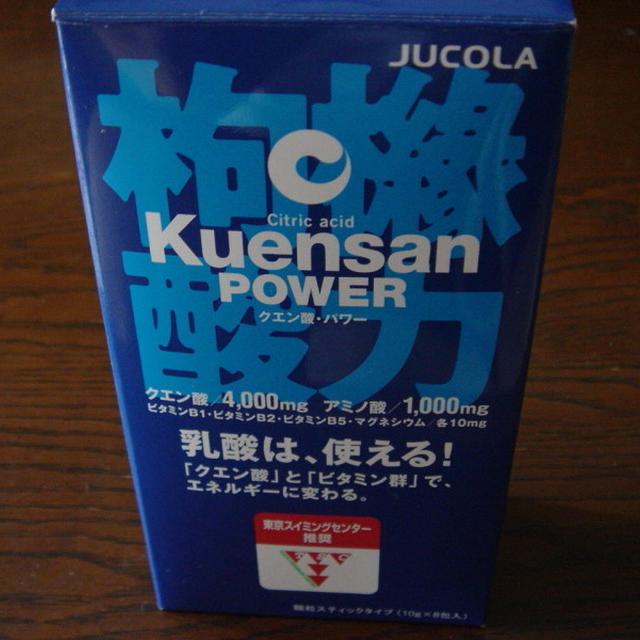 JUCOLA
枸櫞
酸力
Citric acid
Kuensan
POWER
クエン酸・パワー
クエン酸/4,000mg アミノ酸/1,000mg
ビタミンB1・ビタミンB2・ビタミンB5・マグネシウム/各10mg
乳酸は、使える!
「クエン酸」と「ビタミン群」で、
エネルギーに変わる。
東京スイミングセンター
推奨
顆粒スティックタイプ(10g×8包入)